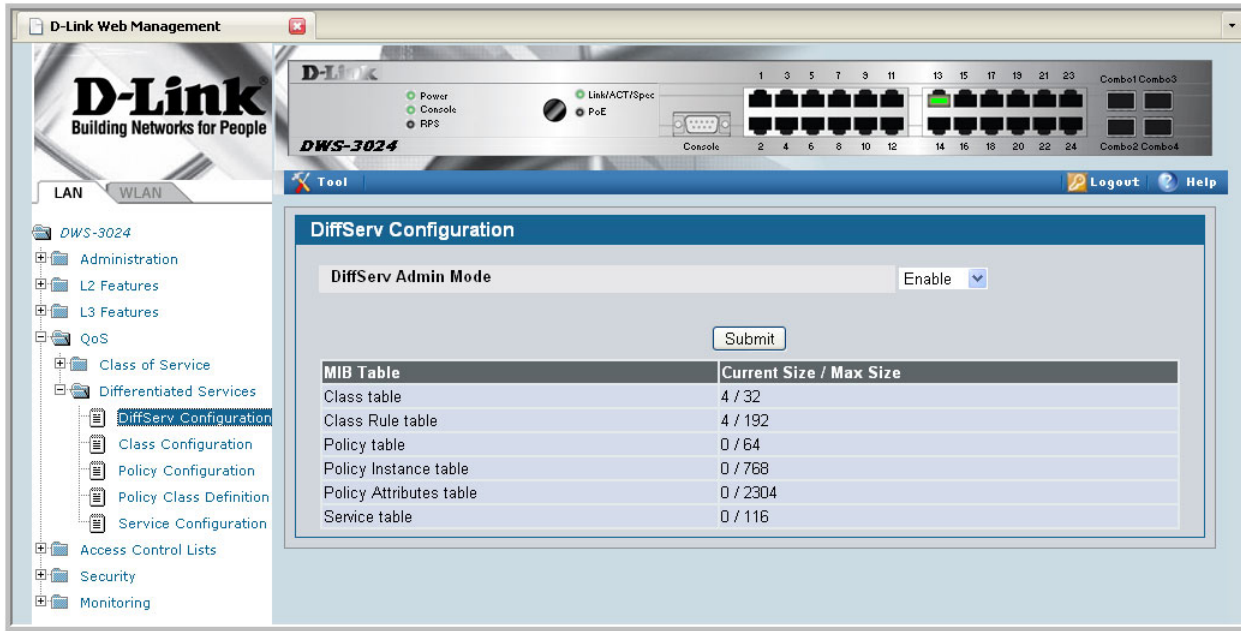 D-Link Web Management
D-Link
Building Networks for People
LAN
WLAN
DWS-3024
Administration
L2 Features
L3 Features
QoS
Class of Service
Differentiated Services
DiffServ Configuration
Class Configuration
Policy Configuration
Policy Class Definition
Service Configuration
Access Control Lists
Security
Monitoring
D-Link
Power
Console
RPS
Link/ACT/Spec
PoE
DWS-3024
Console
1 3 5 7 9 11 13 15 17 19 21 23 Combo1 Combo3
2 4 6 8 10 12 14 16 18 20 22 24 Combo2 Combo4
Tool
Logout
Help
DiffServ Configuration
DiffServ Admin Mode Enable
Submit
MIB Table Current Size / Max Size
Class table 4 / 32
Class Rule table 4 / 192
Policy table 0 / 64
Policy Instance table 0 / 768
Policy Attributes table 0 / 2304
Service table 0 / 116